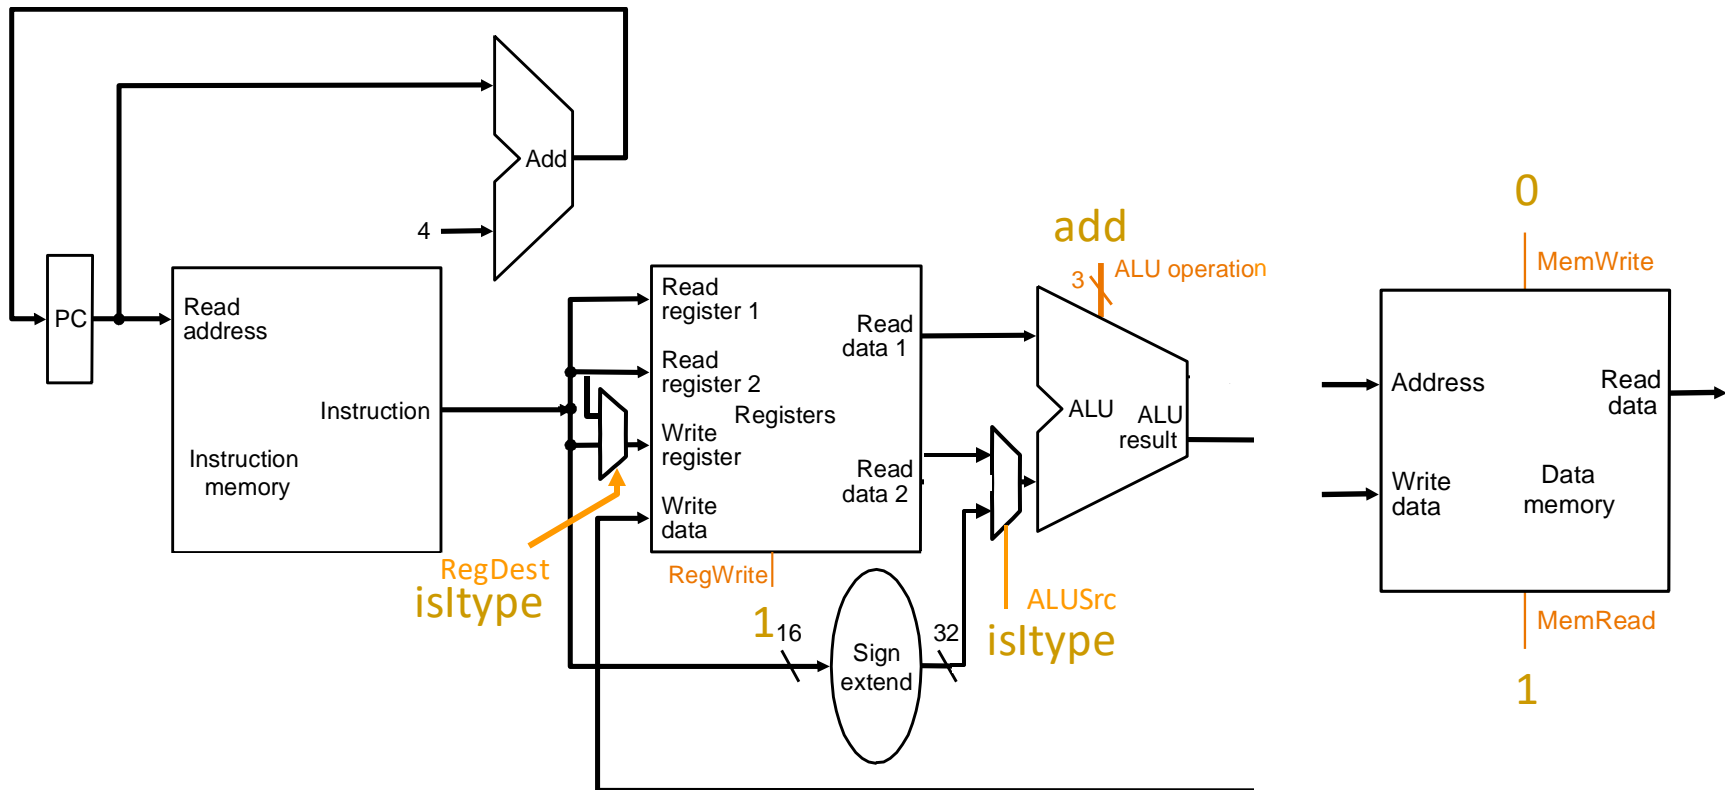 Add
4
PC
Read
address
Instruction
Instruction
memory
Read
register 1
Read
register 2
Registers
Write
register
Write
data
Read
data 1
Read
data 2
RegDest
isItype
RegWrite
1
16
Sign
extend
32
ALUSrc
isItype
add
3
ALU operation
ALU
ALU
result
0
MemWrite
Address
Read
data
Write
data
Data
memory
MemRead
1